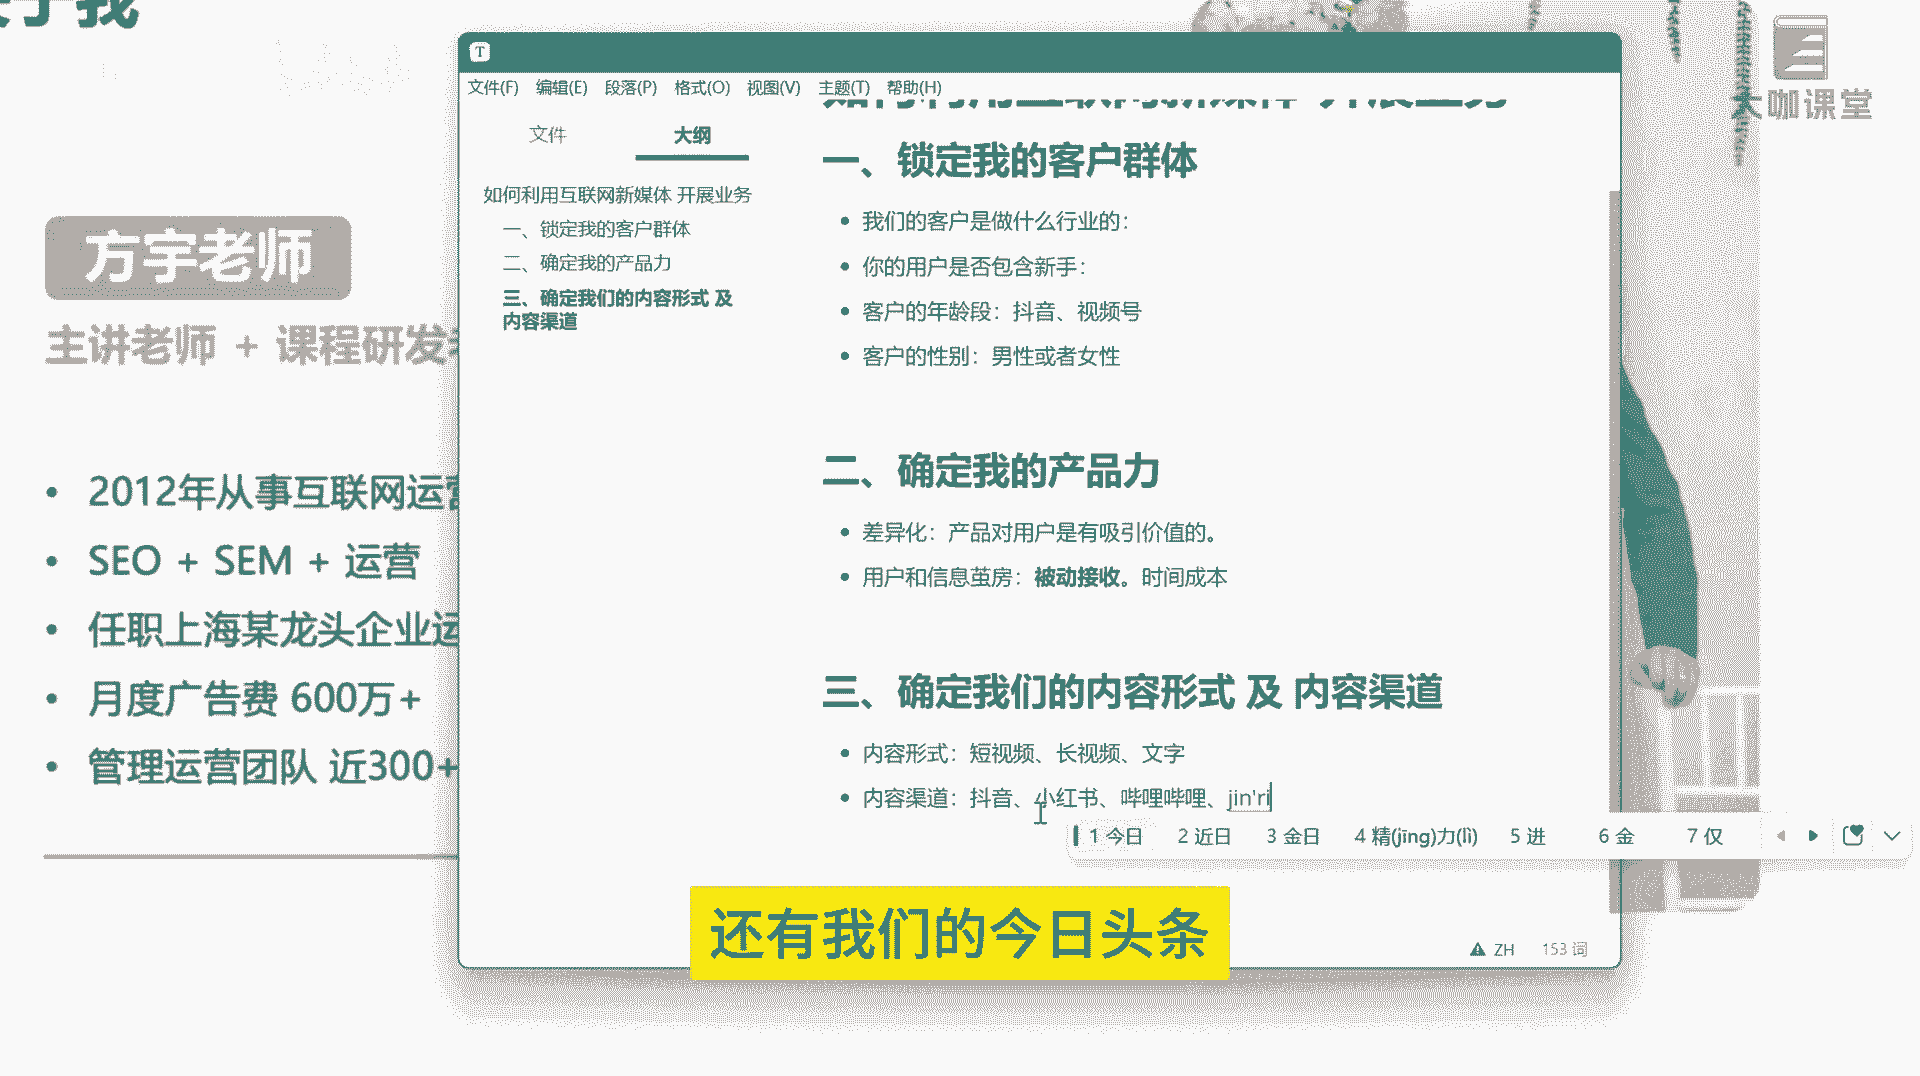 方宇老师
主讲老师 + 课程研发
2012年从事互联网运营
SEO + SEM + 运营
任职上海某龙头企业运
月度广告费 600万+
管理运营团队 近300+
咖课堂
T
文件(F) 编辑(E) 段落(P) 格式(O) 视图(V) 主题(T) 帮助(H)
文件 大纲
如何利用互联网新媒体 开展业务
一、锁定我的客户群体
二、确定我的产品力
三、确定我们的内容形式 及
内容渠道
一、锁定我的客户群体
我们的客户是做什么行业的：
你的用户是否包含新手：
客户的年龄段：抖音、视频号
客户的性别：男性或者女性
二、确定我的产品力
差异化：产品对用户是有吸引价值的。
用户和信息茧房：被动接收。时间成本
三、确定我们的内容形式 及 内容渠道
内容形式：短视频、长视频、文字
内容渠道：抖音、小红书、哔哩哔哩、jin'ri
1 今日 2 近日 3 金日 4 精(jīng)力(lì) 5 进 6 金 7 仅
还有我们的今日头条
ZH 153 词